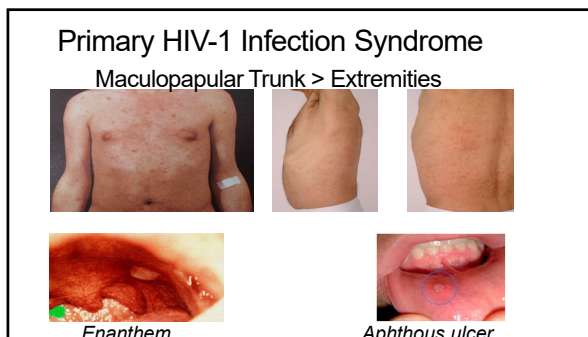 Primary HIV-1 Infection Syndrome
Maculopapular Trunk > Extremities
Enanthem
Aphthous ulcer